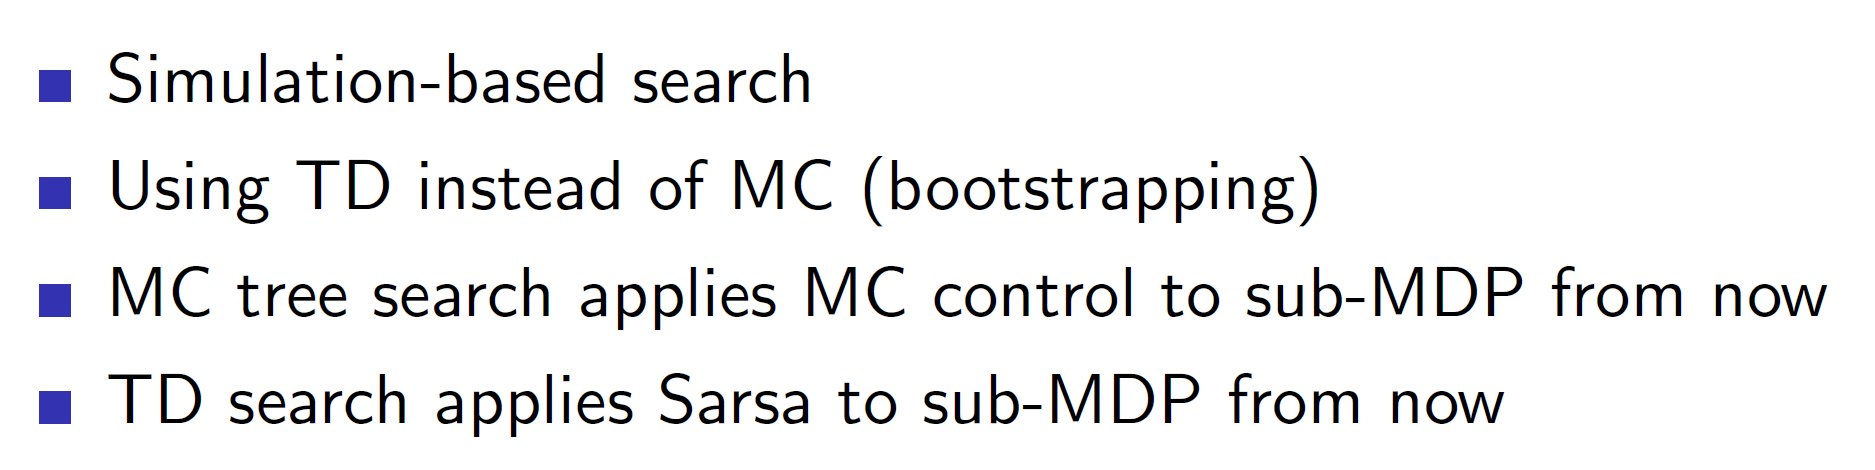 Simulation-based search
Using TD instead of MC (bootstrapping)
MC tree search applies MC control to sub-MDP from now
TD search applies Sarsa to sub-MDP from now